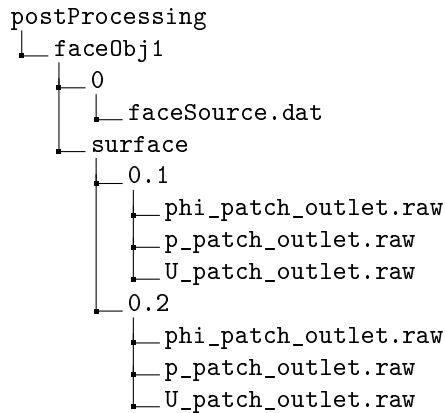 postProcessing
faceObj1
0
faceSource.dat
surface
0.1
phi_patch_outlet.raw
p_patch_outlet.raw
U_patch_outlet.raw
0.2
phi_patch_outlet.raw
p_patch_outlet.raw
U_patch_outlet.raw